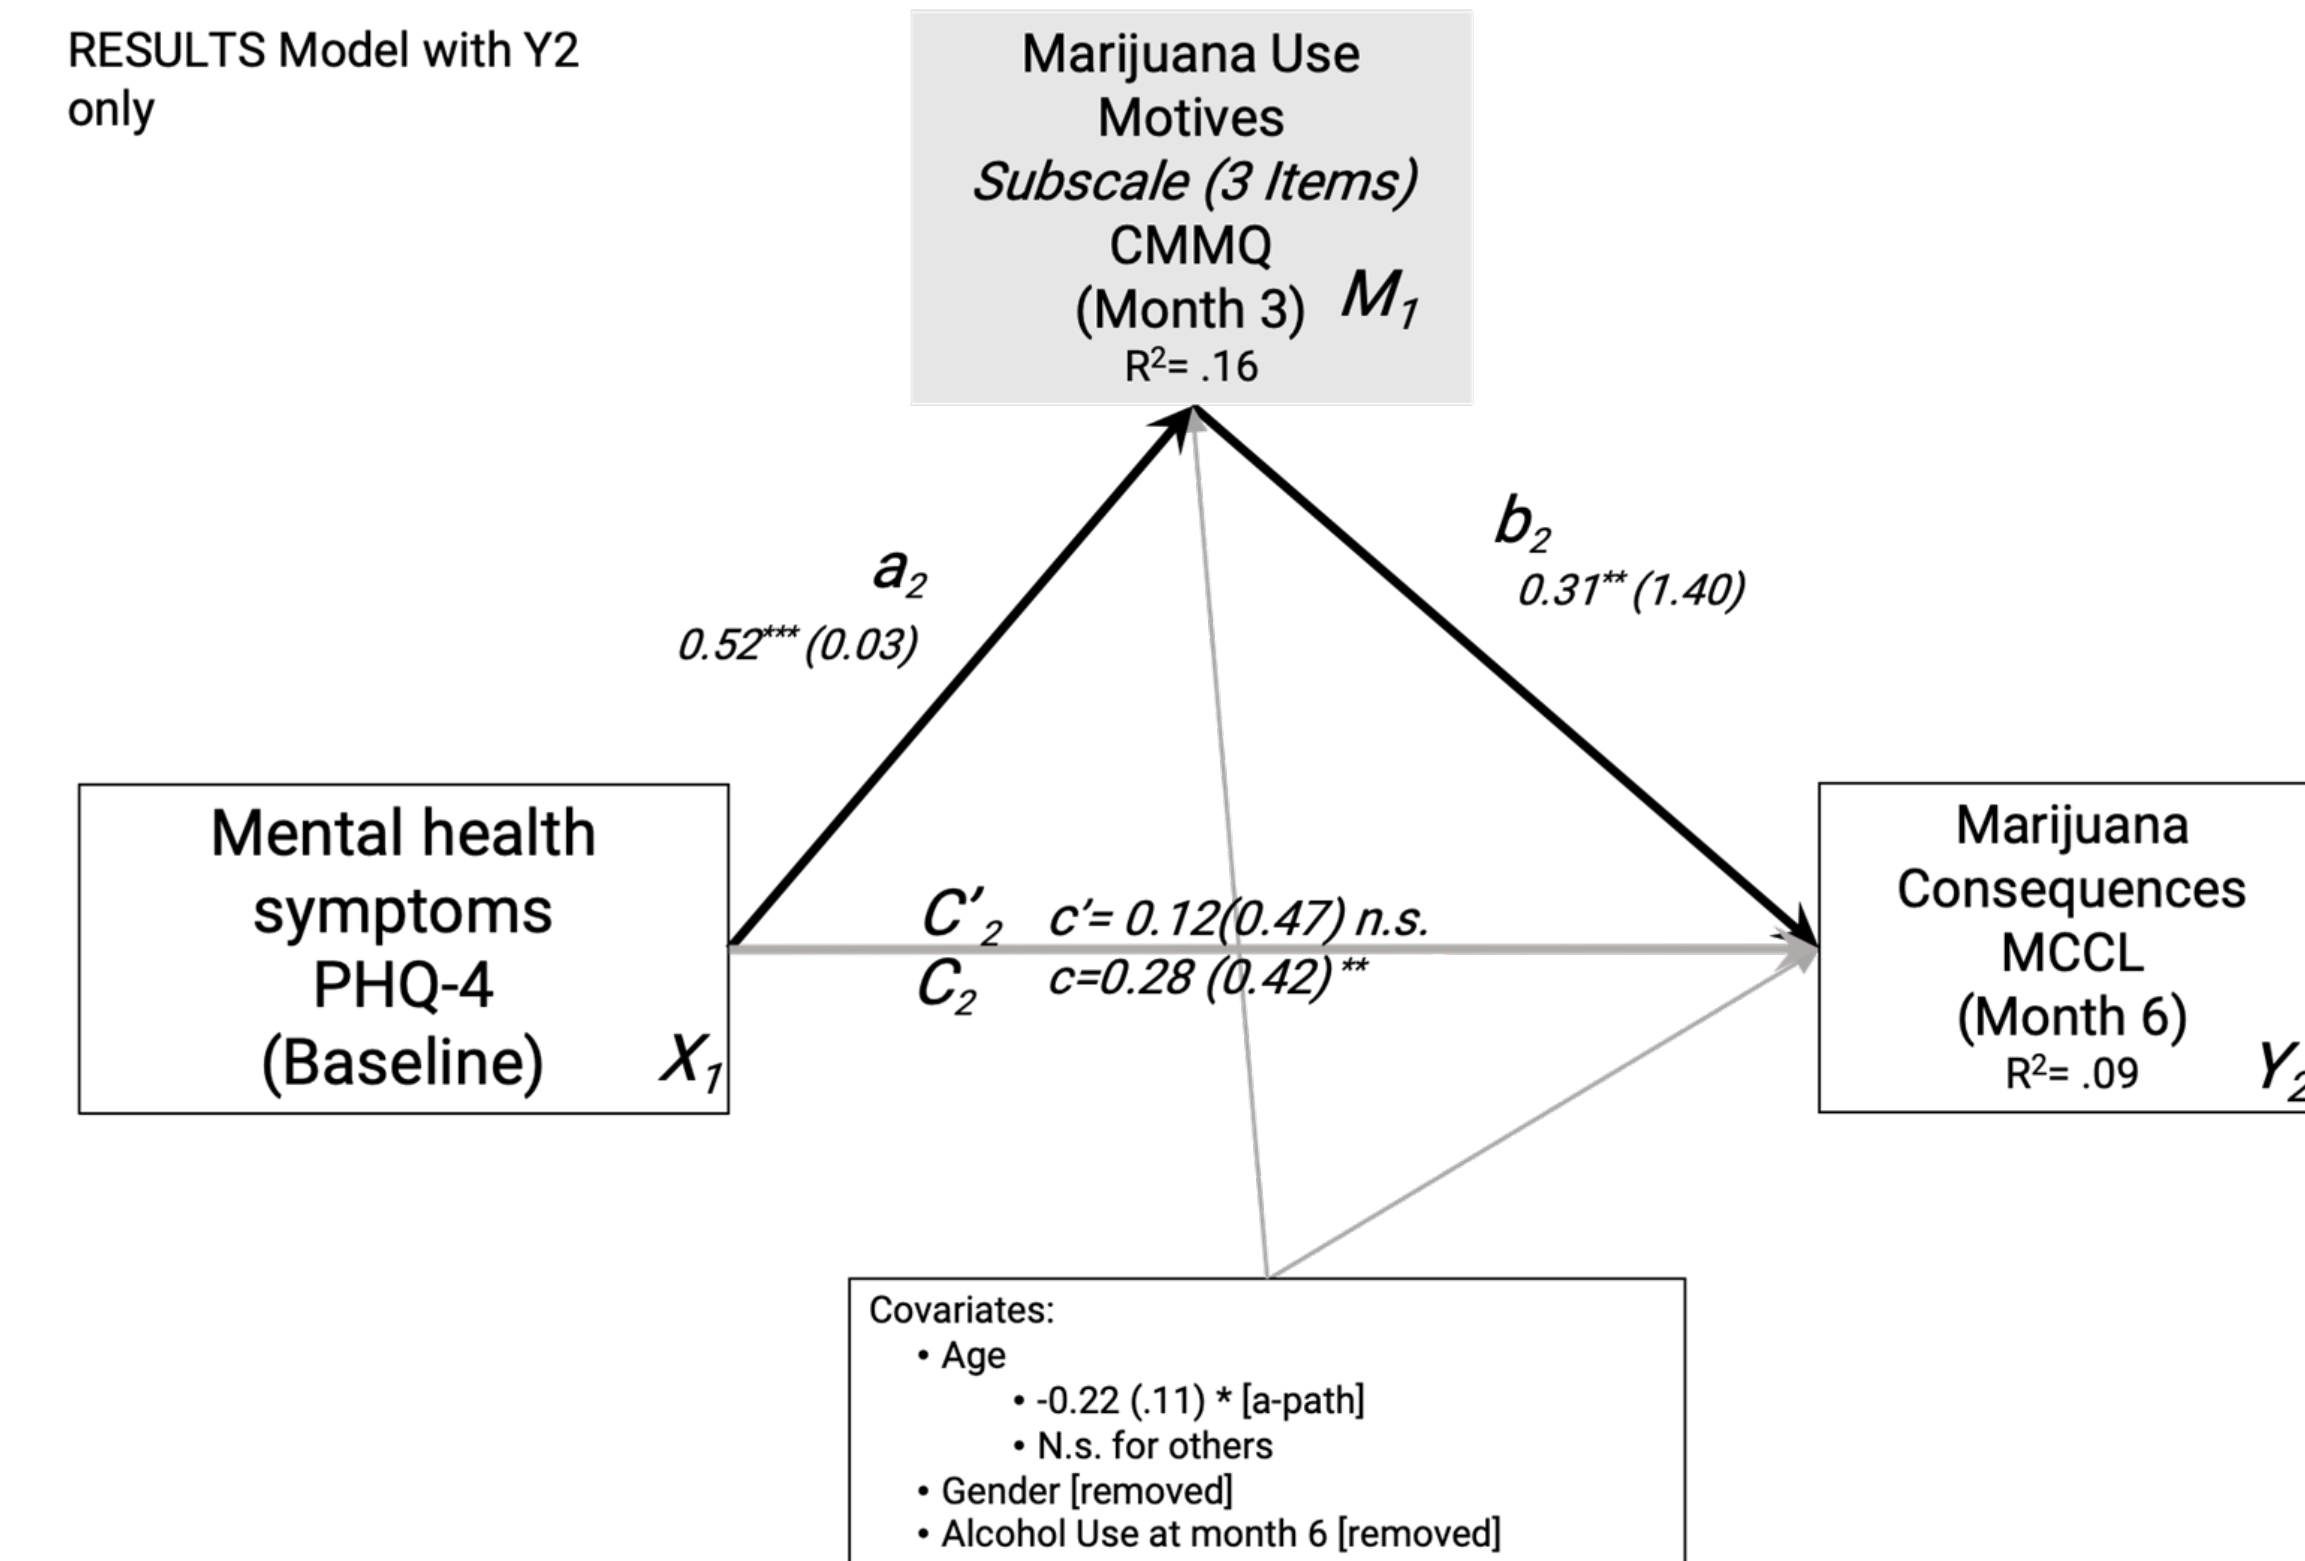 RESULTS Model with Y2
only
Marijuana Use
Motives
Subscale (3 Items)
CMMQ
(Month 3) M1
R2= .16
a2
0.52*** (0.03)
b2
0.31** (1.40)
Mental health
symptoms
PHQ-4
(Baseline) X1
C’2 c’= 0.12(0.47) n.s.
C2 c=0.28 (0.42) **
Marijuana
Consequences
MCCL
(Month 6)
R2= .09 Y2
Covariates:
• Age
• -0.22 (.11) * [a-path]
• N.s. for others
• Gender [removed]
• Alcohol Use at month 6 [removed]